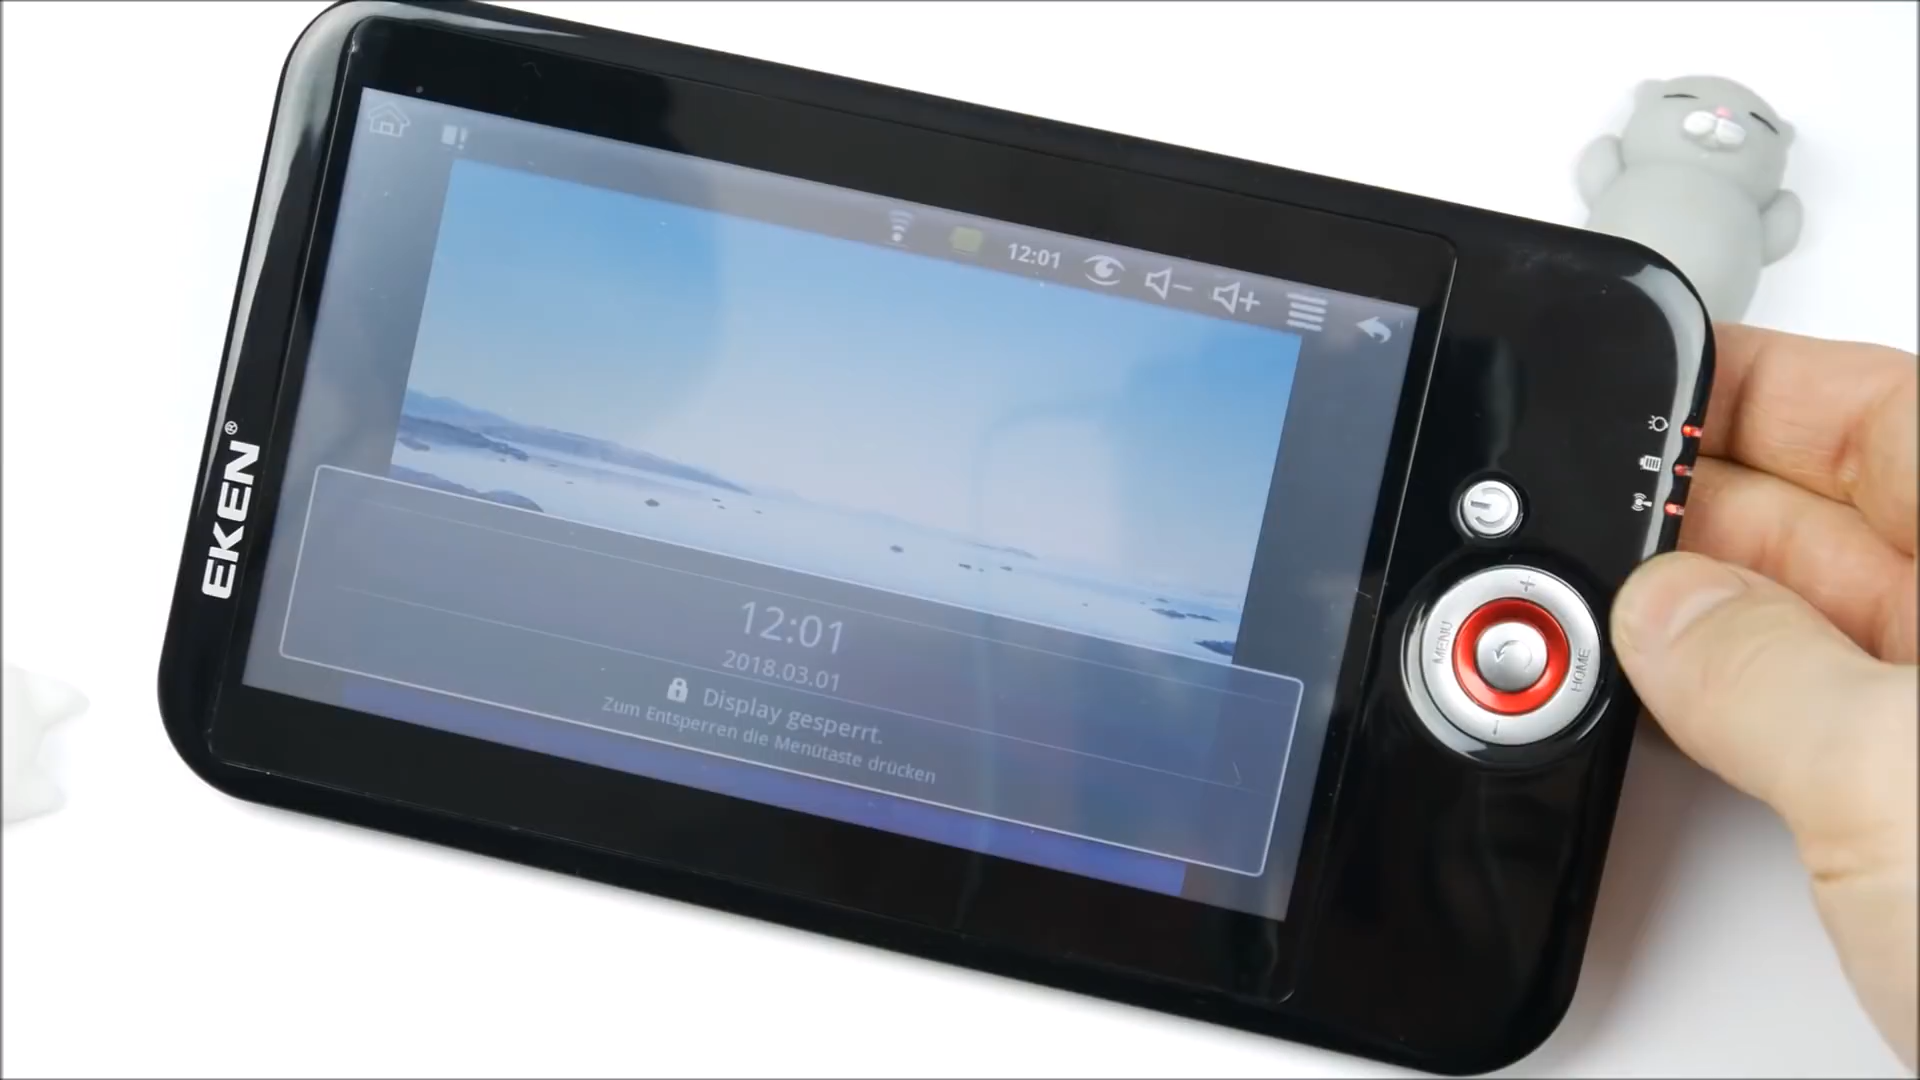 12:01
EKEN®
12:01
2018.03.01
Display gesperrt.
Zum Entsperren die Menütaste drücken
+
MENU
HOME
-